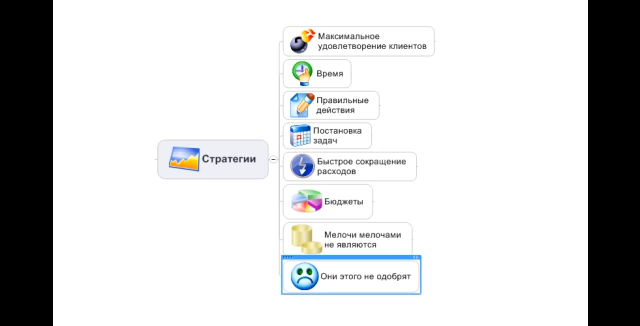 Максимальное
удовлетворение клиентов
Время
Правильные
действия
Постановка
задач
Стратегии
Быстрое сокращение
расходов
Бюджеты
Мелочи мелочами
не являются
Они этого не одобрят